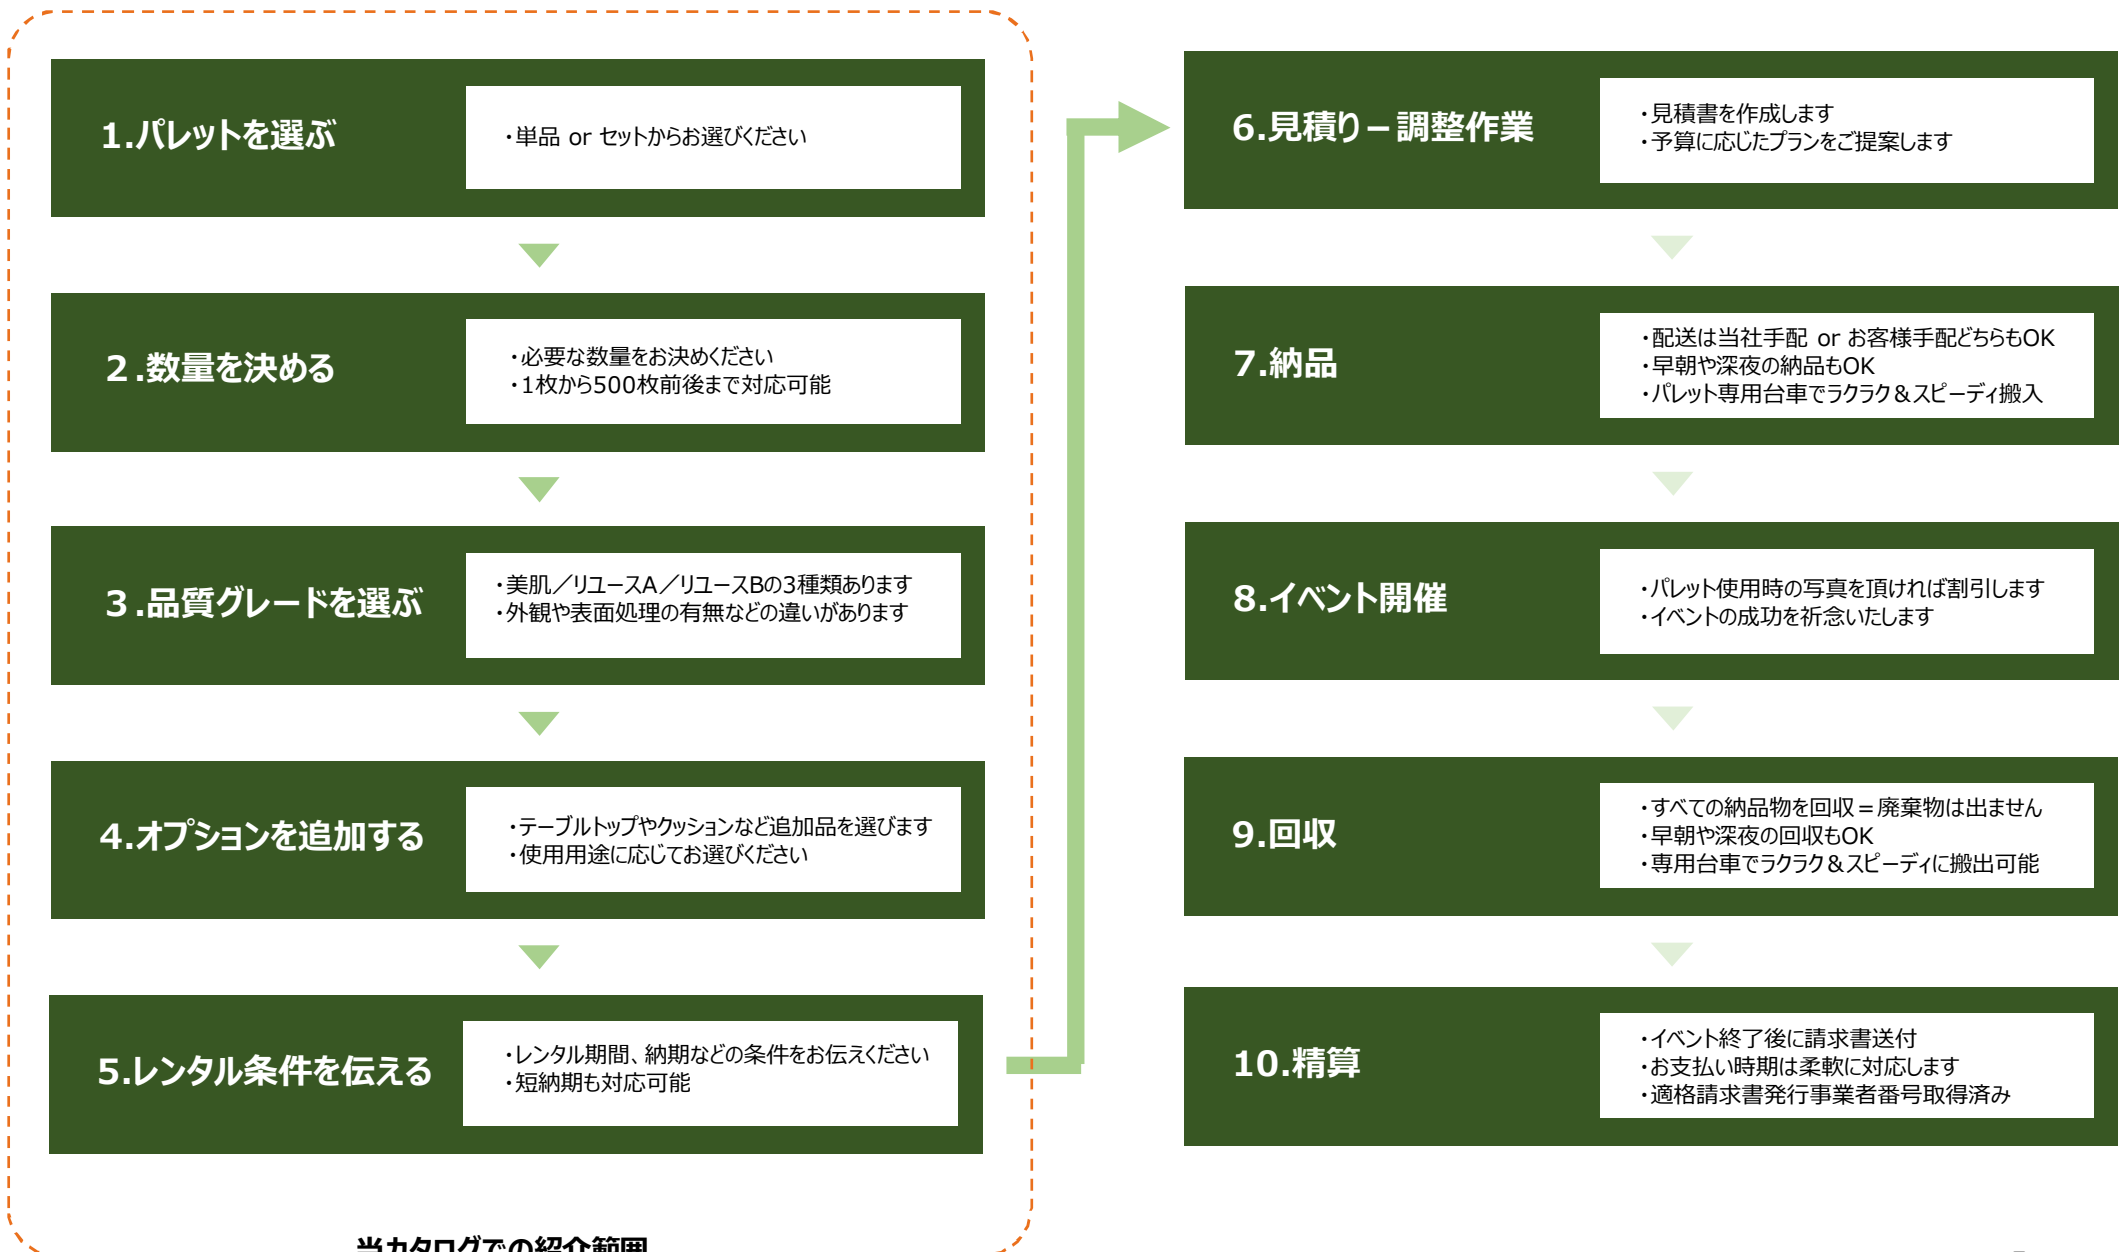 1.パレットを選ぶ
・単品 or セットからお選びください
２.数量を決める
・必要な数量をお決めください
・1枚から500枚前後まで対応可能
３.品質グレードを選ぶ
・美肌／リユースA／リユースBの3種類あります
・外観や表面処理の有無などの違いがあります
4.オプションを追加する
・テーブルトップやクッションなど追加品を選びます
・使用用途に応じてお選びください
5.レンタル条件を伝える
・レンタル期間、納期などの条件をお伝えください
・短納期も対応可能
当カタログでの紹介範囲
6.見積り－調整作業
・見積書を作成します
・予算に応じたプランをご提案します
7.納品
・配送は当社手配 or お客様手配どちらもOK
・早朝や深夜の納品もOK
・パレット専用台車でラクラク＆スピーディ搬入
8.イベント開催
・パレット使用時の写真を頂ければ割引します
・イベントの成功を祈念いたします
9.回収
・すべての納品物を回収＝廃棄物は出ません
・早朝や深夜の回収もOK
・専用台車でラクラク＆スピーディに搬出可能
10.精算
・イベント終了後に請求書送付
・お支払い時期は柔軟に対応します
・適格請求書発行事業者番号取得済み